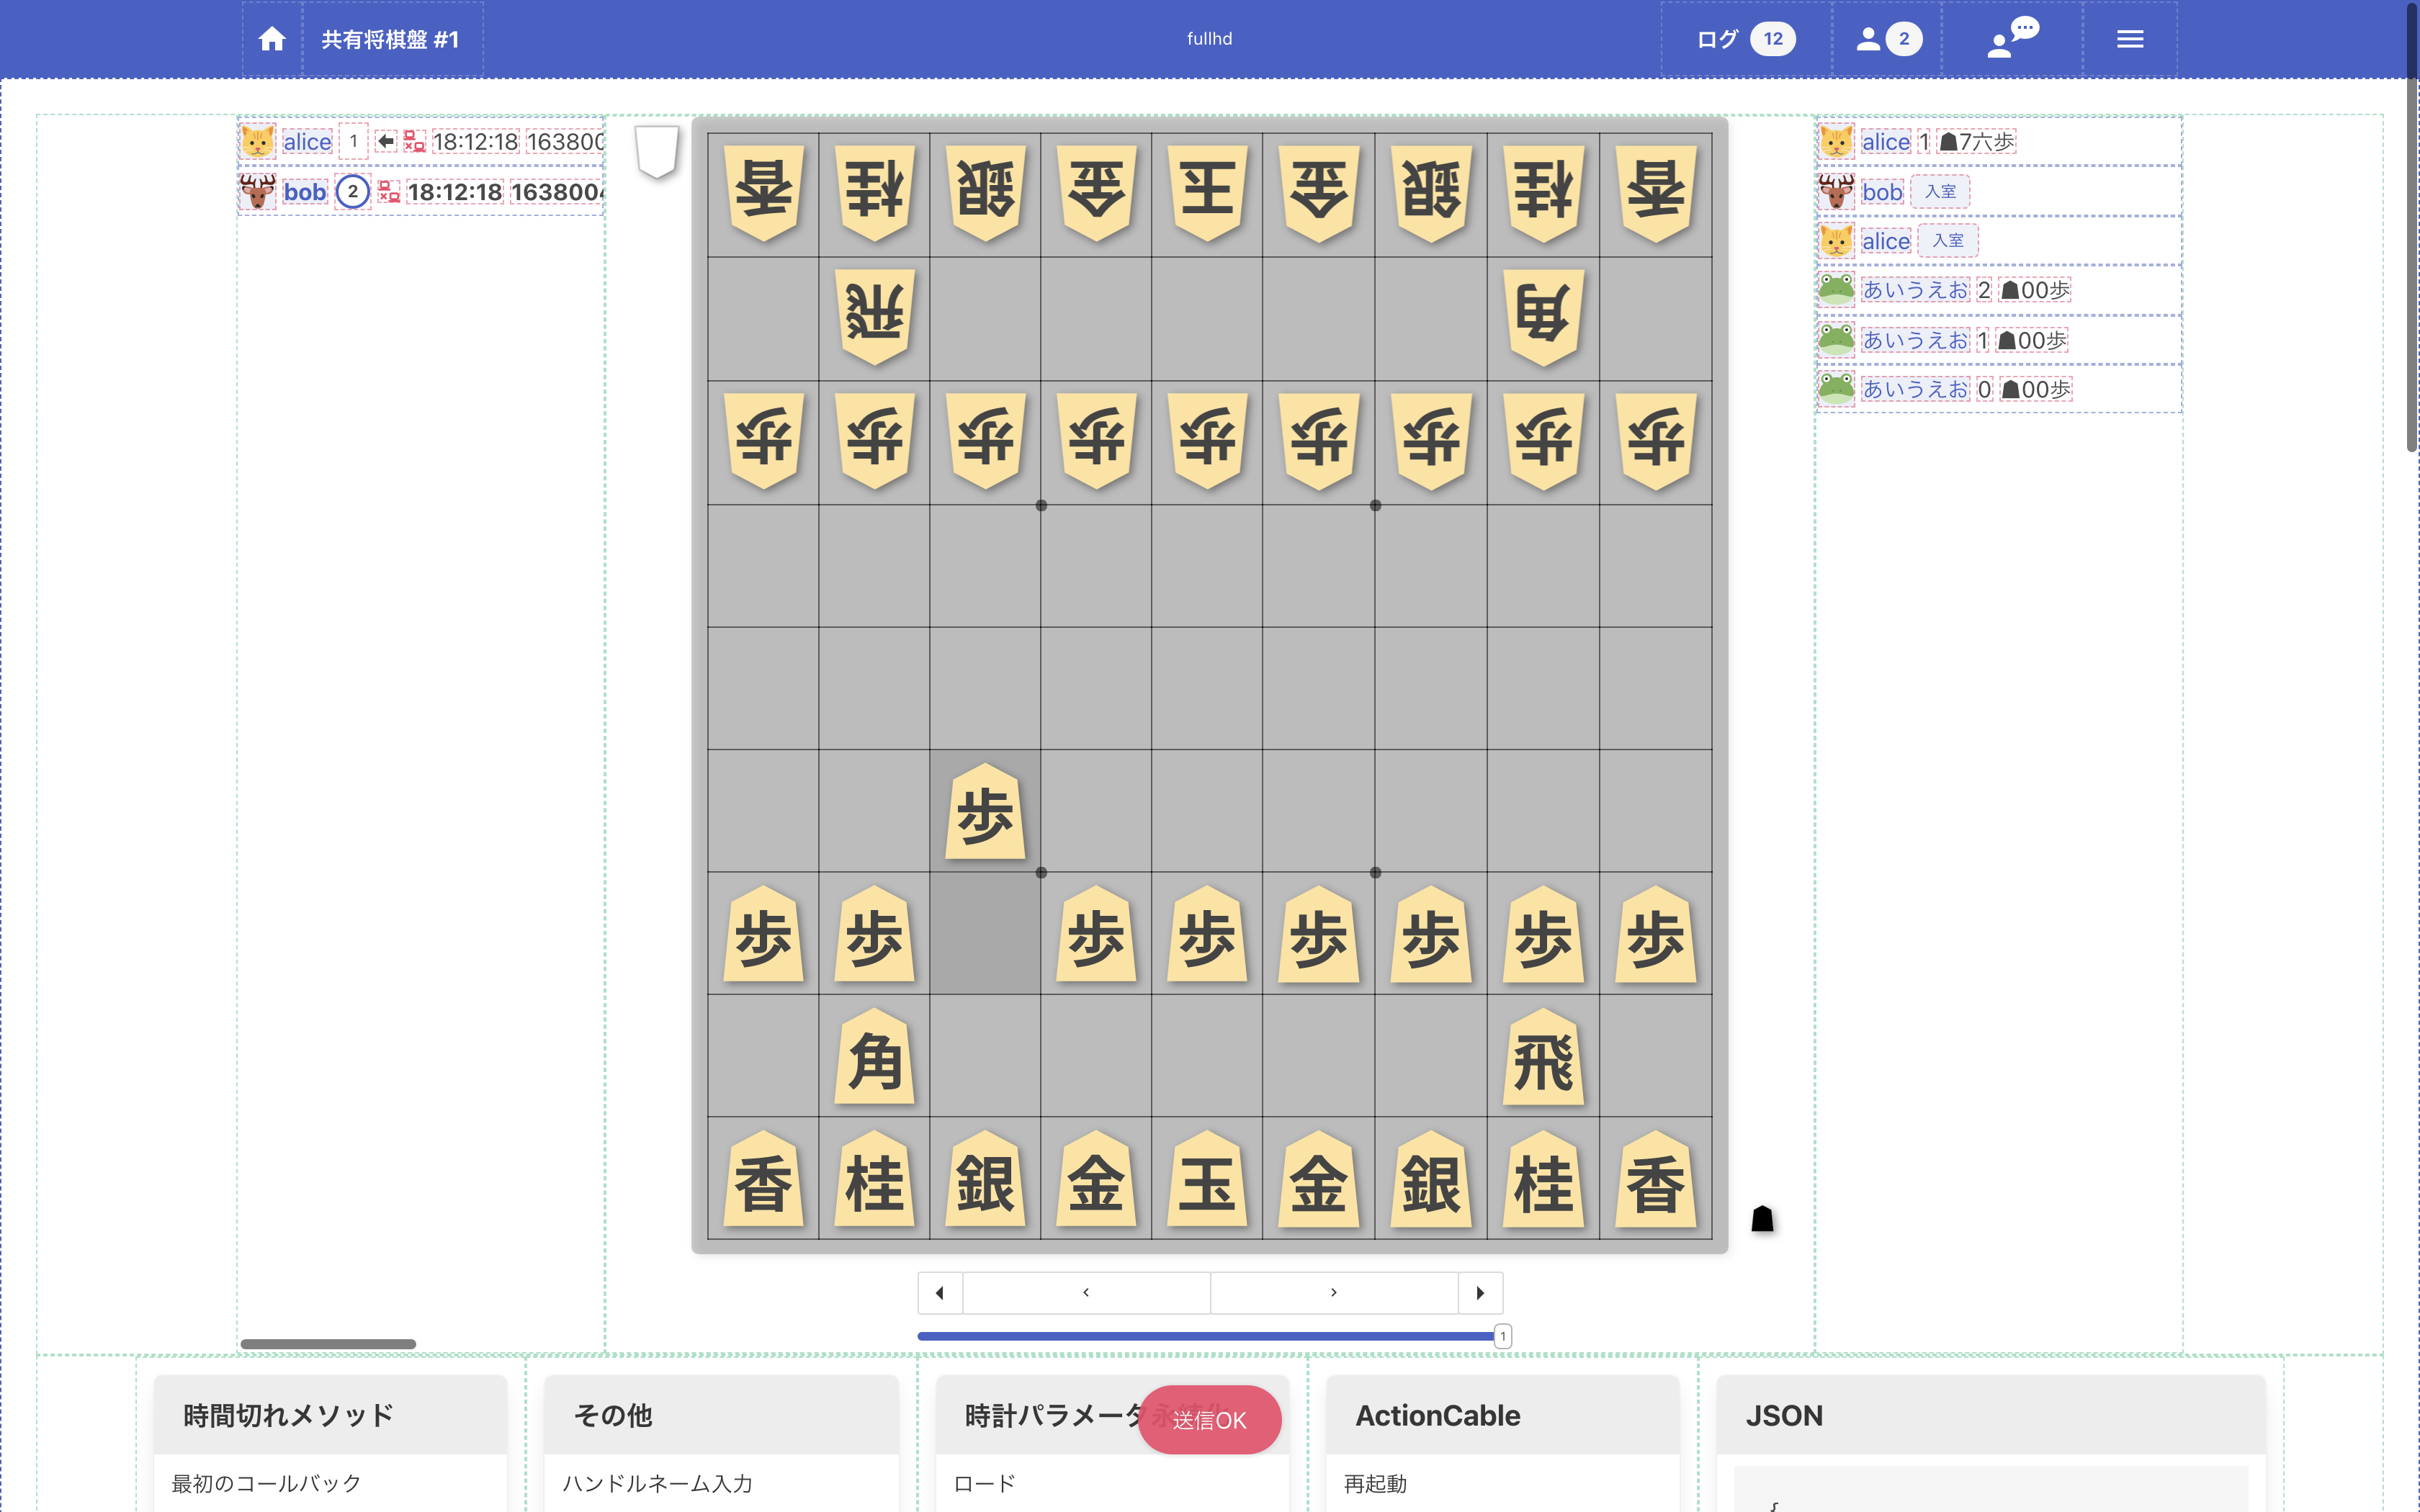 共有将棋盤 #1
fullhd
ログ 12
2
alice 1 18:12:18 163800
bob 2 18:12:18 163800
香 桂 銀 金 玉 金 銀 桂 香
飛 角
歩 歩 歩 歩 歩 歩 歩 歩 歩
歩
歩 歩 歩 歩 歩 歩 歩 歩
角 飛
香 桂 銀 金 玉 金 銀 桂 香
1
alice 1 ☗7六歩
bob 入室
alice 入室
あいうえお 2 ☗00歩
あいうえお 1 ☗00歩
あいうえお 0 ☗00歩
時間切れメソッド
最初のコールバック
その他
ハンドルネーム入力
時計パラメータ
送信OK
ロード
ActionCable
再起動
JSON
{